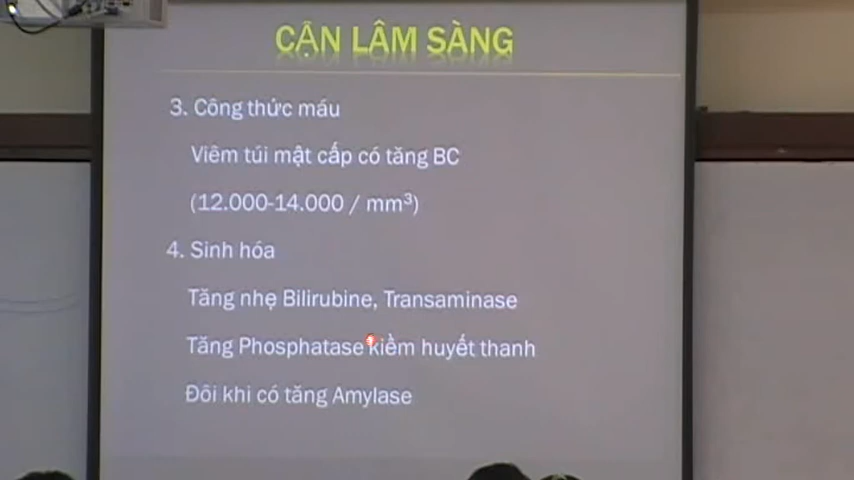 CẬN LÂM SÀNG
3. Công thức máu
Viêm túi mật cấp có tăng BC
(12.000-14.000 / mm³)
4. Sinh hóa
Tăng nhẹ Bilirubine, Transaminase
Tăng Phosphatase kiềm huyết thanh
Đôi khi có tăng Amylase